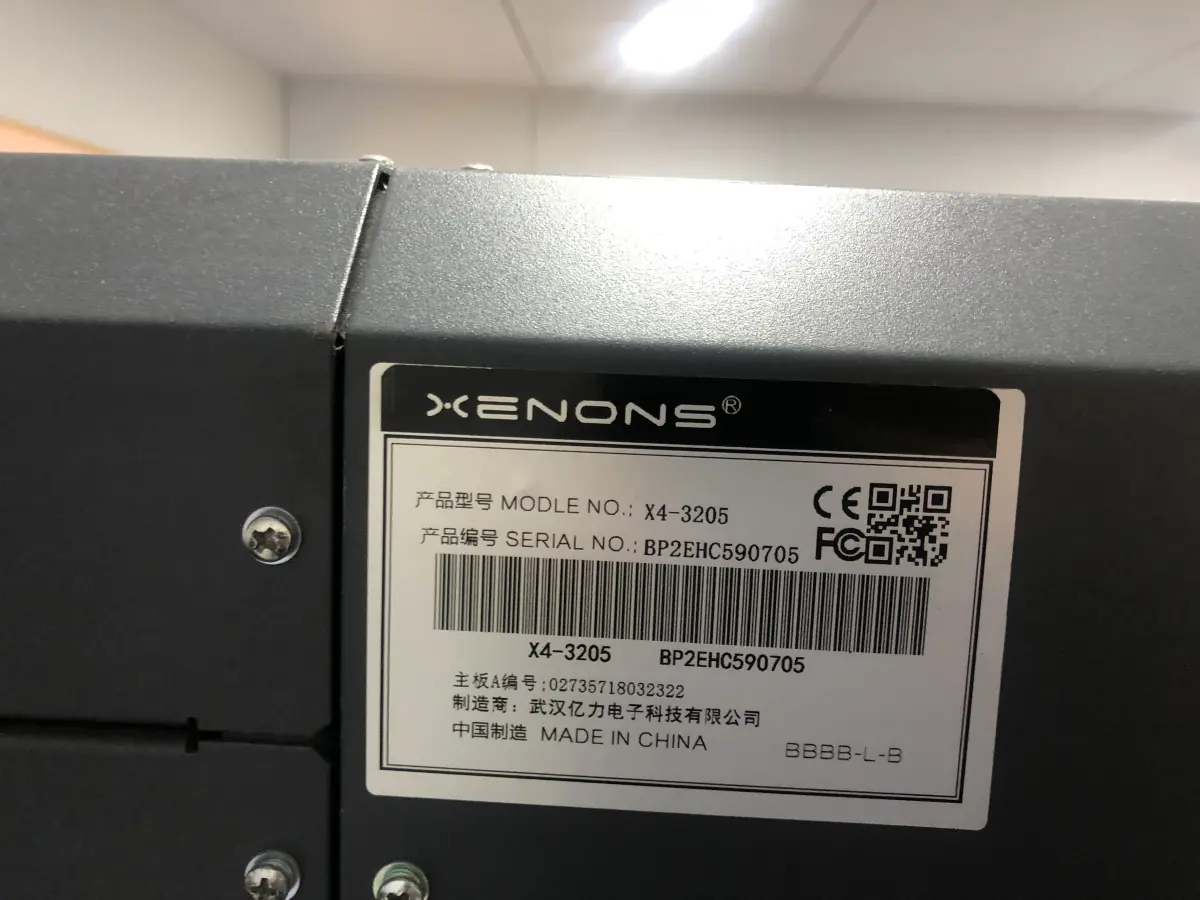 XENONS®
产品型号 MODLE NO.: X4-3205
产品编号 SERIAL NO.: BP2EHC590705
CE
FC
X4-3205 BP2EHC590705
主板A编号:02735718032322
制造商: 武汉亿力电子科技有限公司
中国制造 MADE IN CHINA
BBBB-L-B